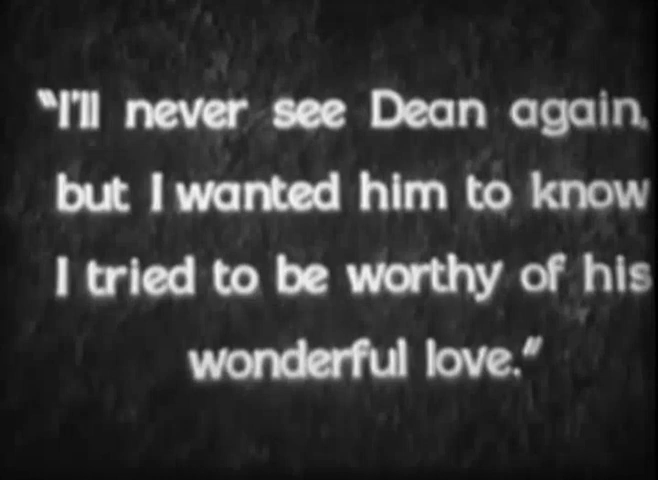 "I'll never see Dean again,
but I wanted him to know
I tried to be worthy of his
wonderful love."